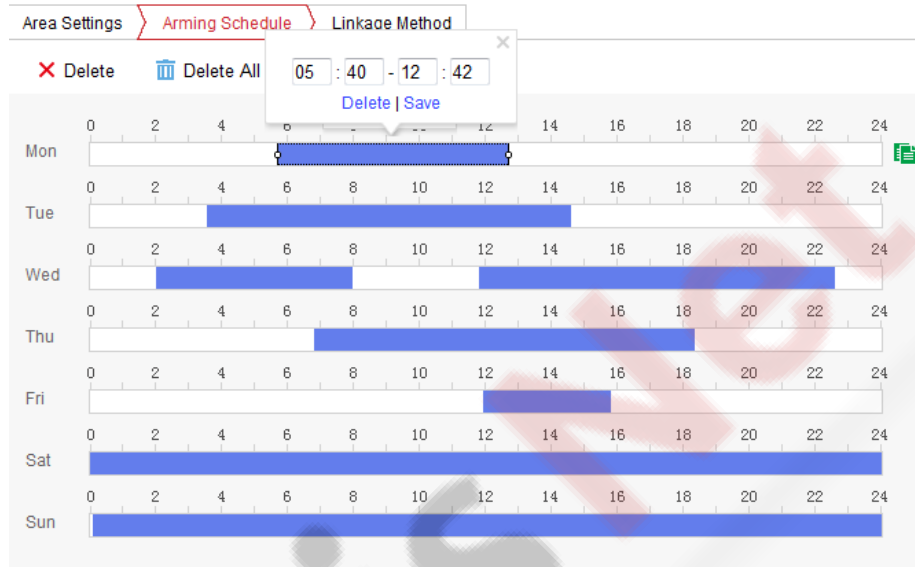 Area Settings Arming Schedule Linkage Method
Delete Delete All
05 : 40 - 12 : 42
Delete | Save
0 2 4 6 12 14 16 18 20 22 24
Mon
0 2 4 6 8 10 12 14 16 18 20 22 24
Tue
0 2 4 6 8 10 12 14 16 18 20 22 24
Wed
0 2 4 6 8 10 12 14 16 18 20 22 24
Thu
0 2 4 6 8 10 12 14 16 18 20 22 24
Fri
0 2 4 6 8 10 12 14 16 18 20 22 24
Sat
0 2 4 6 8 10 12 14 16 18 20 22 24
Sun
isNet